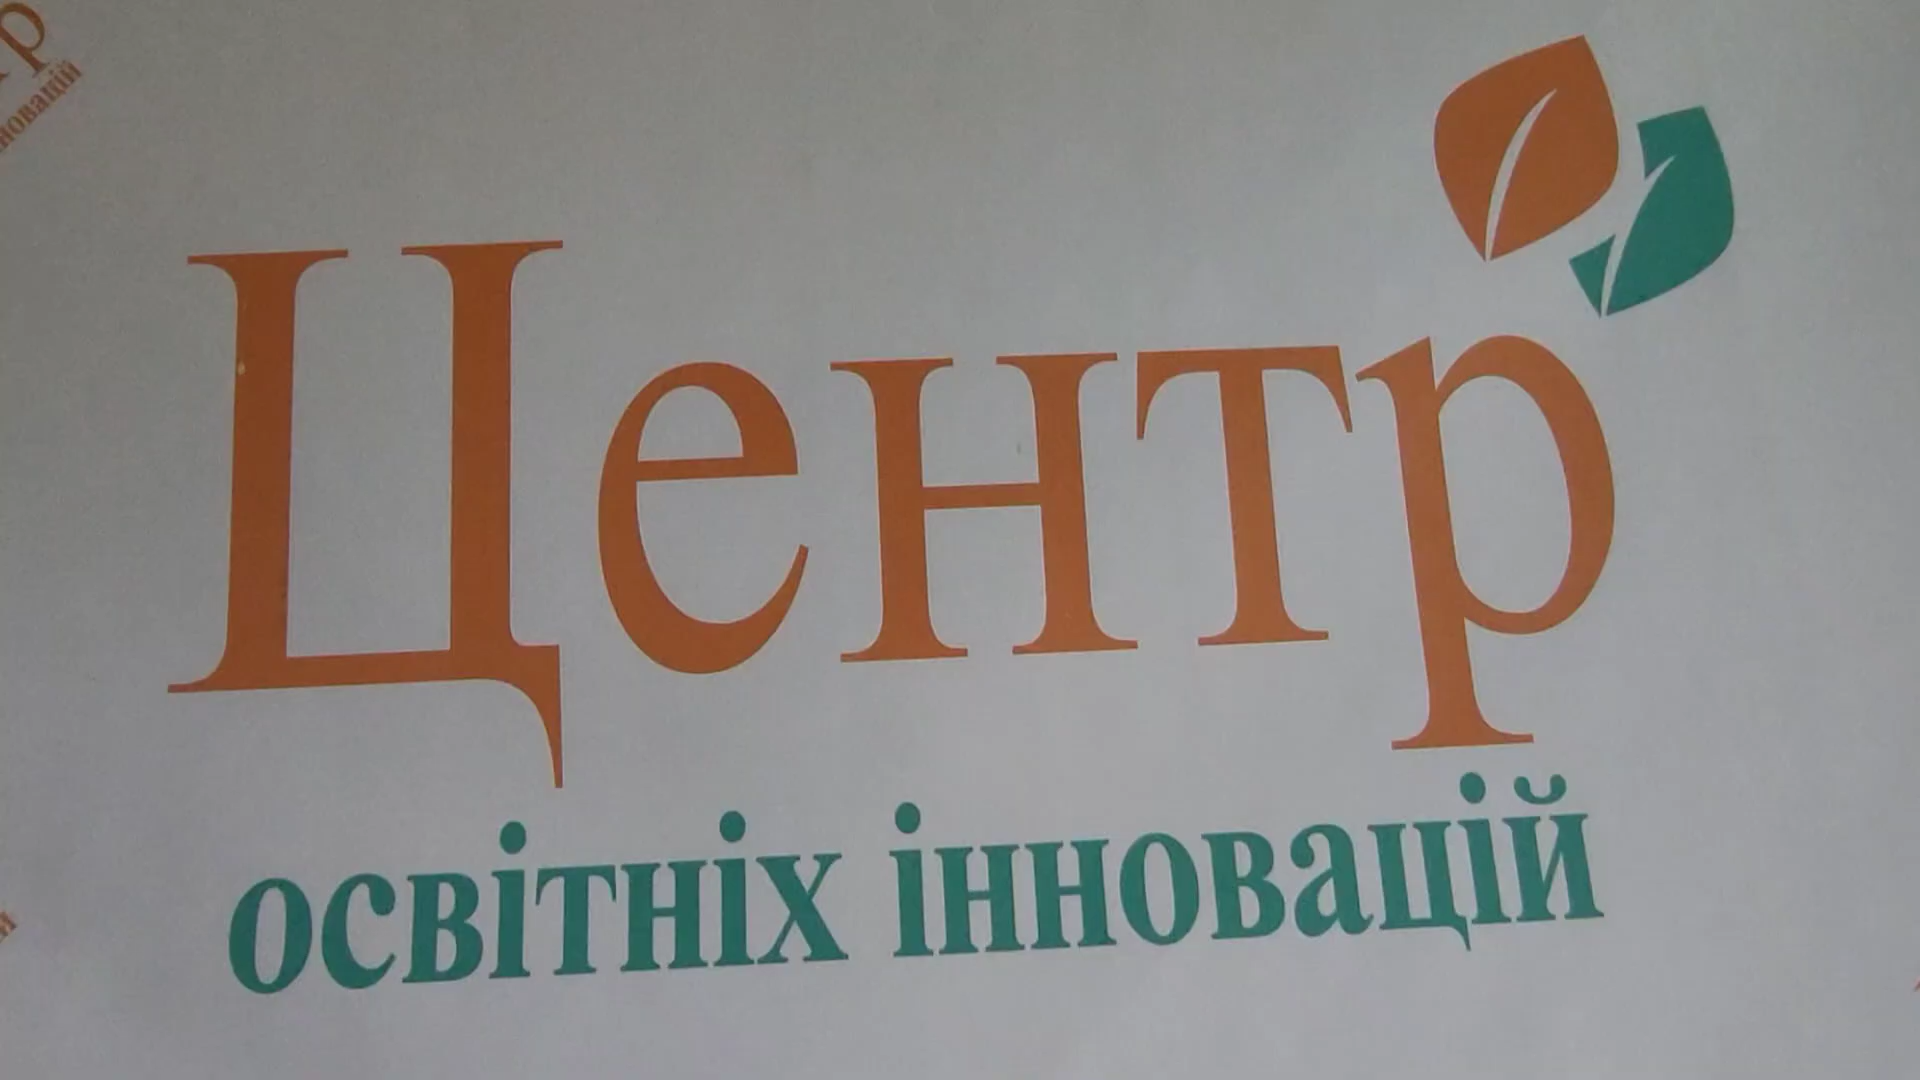 Центр
освітніх інновацій